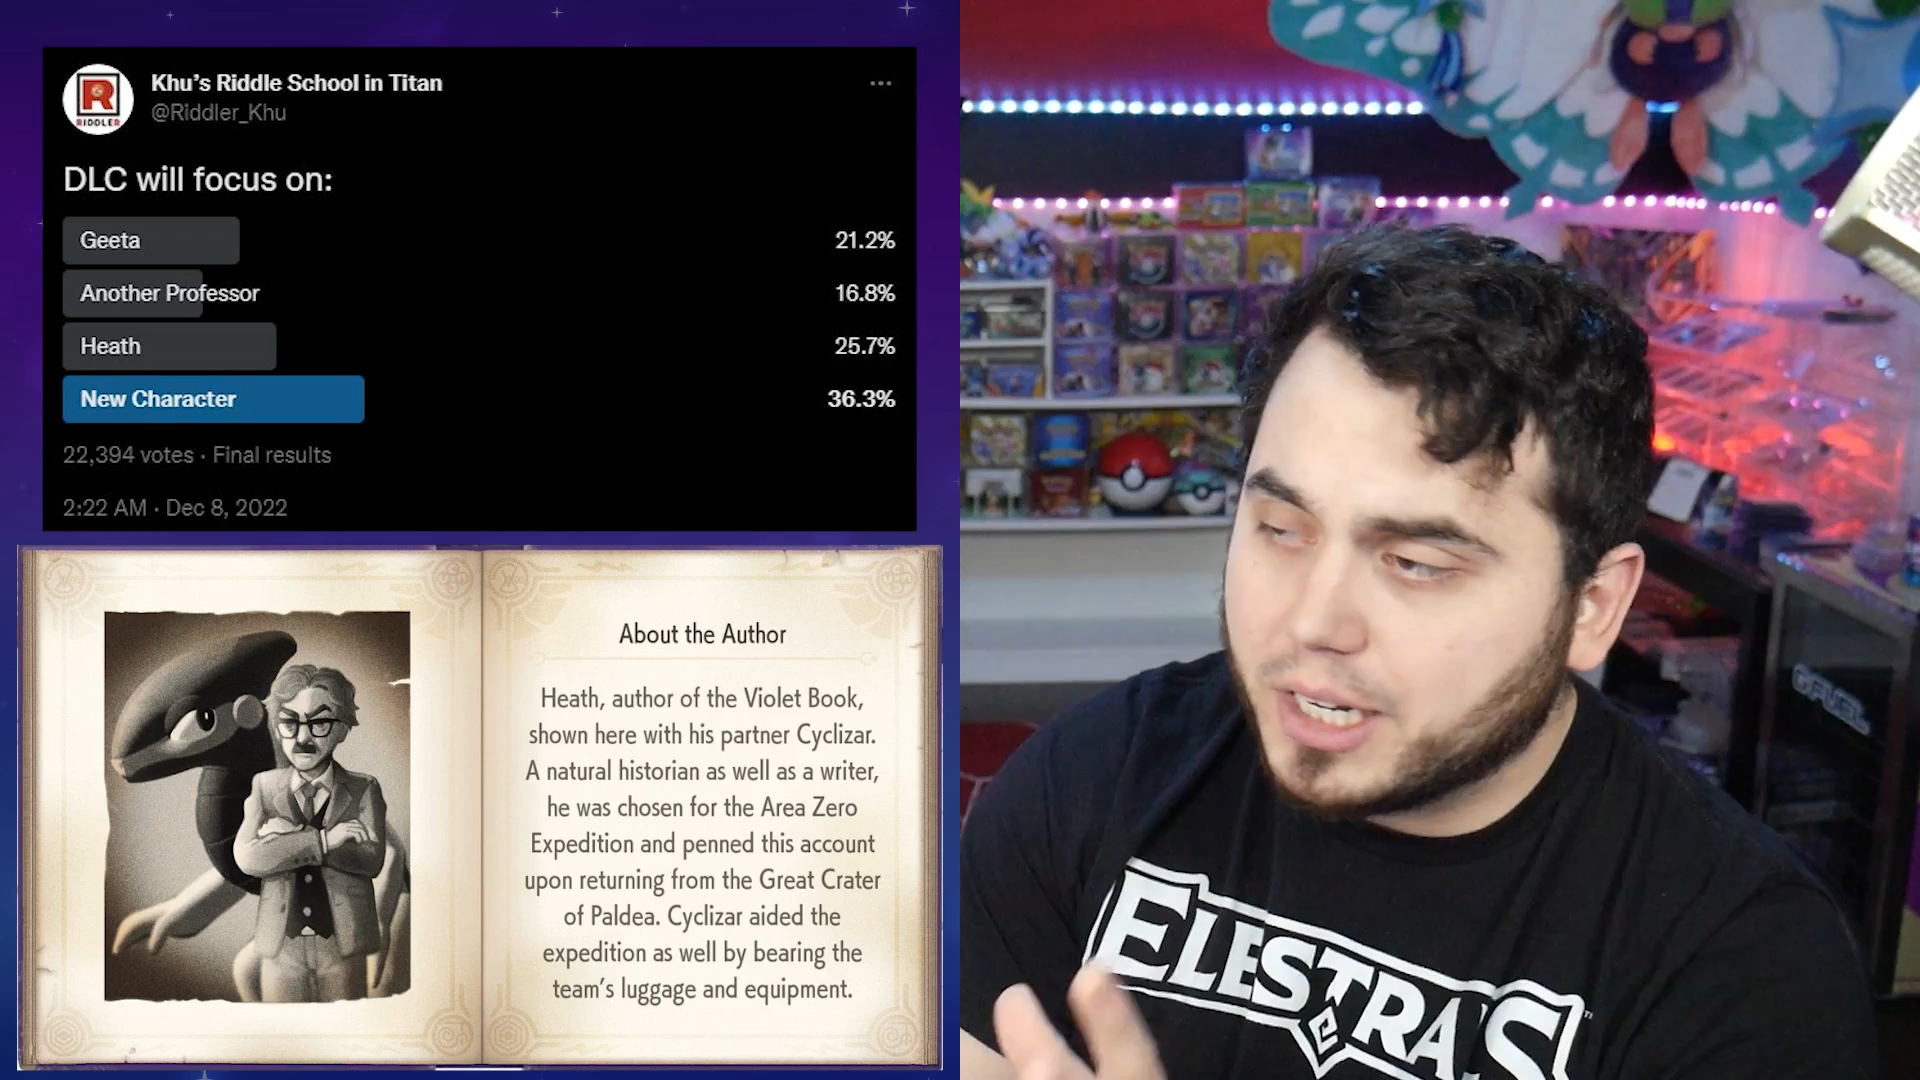 RIDDLER
Khu's Riddle School in Titan
@Riddler_Khu
DLC will focus on:
Geeta 21.2%
Another Professor 16.8%
Heath 25.7%
New Character 36.3%
22,394 votes · Final results
2:22 AM · Dec 8, 2022
About the Author
Heath, author of the Violet Book,
shown here with his partner Cyclizar.
A natural historian as well as a writer,
he was chosen for the Area Zero
Expedition and penned this account
upon returning from the Great Crater
of Paldea. Cyclizar aided the
expedition as well by bearing the
team's luggage and equipment.
GFUEL
ELESTRALS